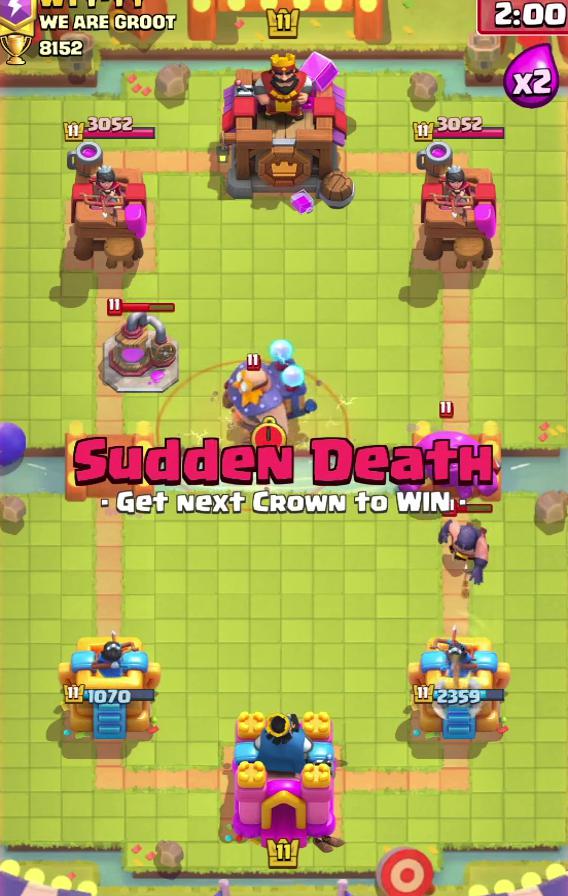 11
WE ARE GROOT
2:00
8152
x2
11 3052
11 3052
11
11
11
Sudden Death
· Get next Crown to WIN! ·
11 1070
11 2359
11